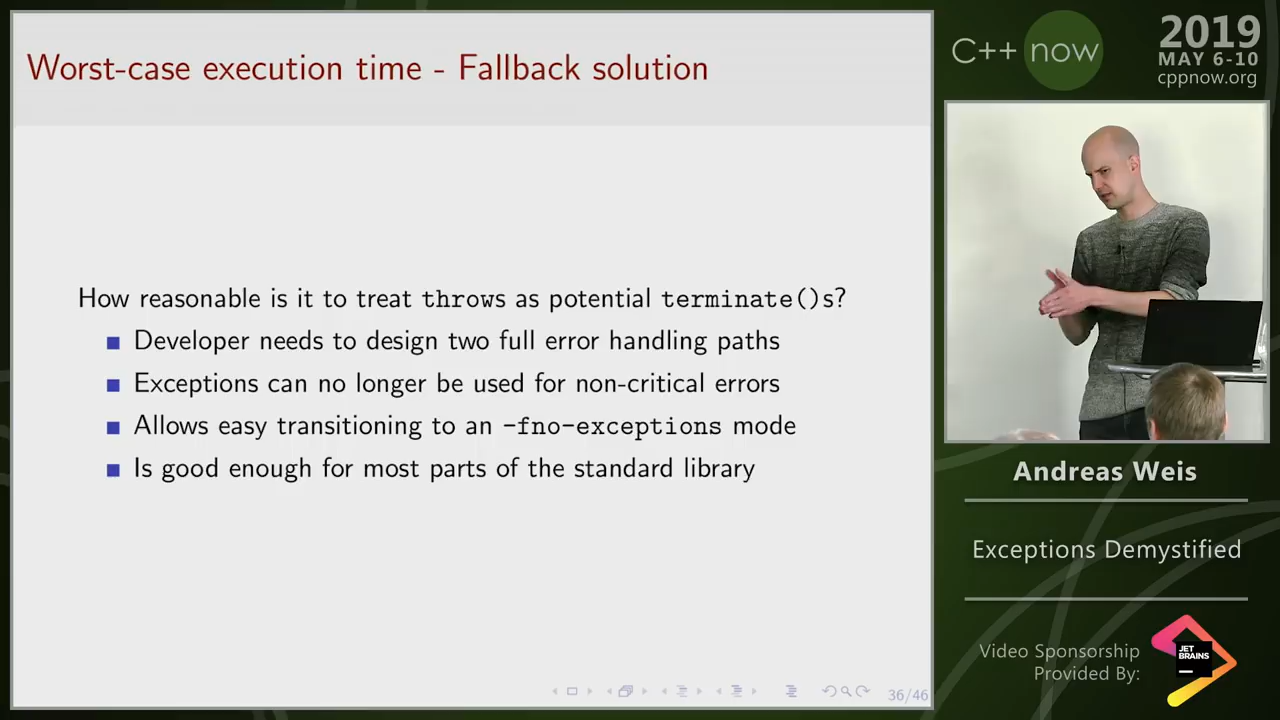 Worst-case execution time - Fallback solution
How reasonable is it to treat throws as potential terminate()s?
Developer needs to design two full error handling paths
Exceptions can no longer be used for non-critical errors
Allows easy transitioning to an -fno-exceptions mode
Is good enough for most parts of the standard library
36/46
C++ now
2019
MAY 6-10
cppnow.org
Andreas Weis
Exceptions Demystified
Video Sponsorship
Provided By:
JET
BRAINS